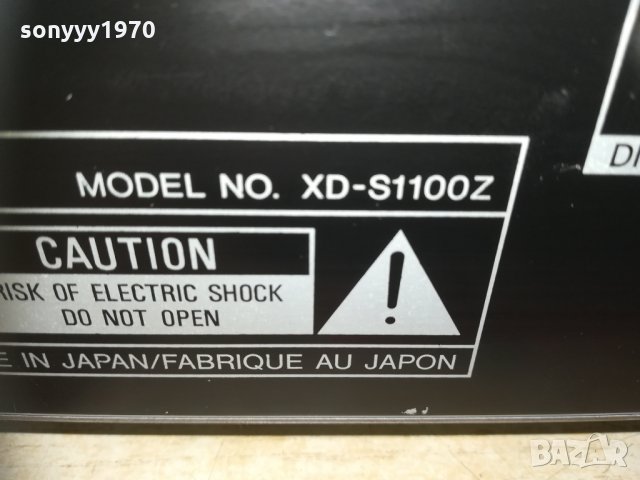 sonyyy1970
MODEL NO. XD-S1100Z
CAUTION
RISK OF ELECTRIC SHOCK
DO NOT OPEN
IN JAPAN/FABRIQUE AU JAPON
BAZAR